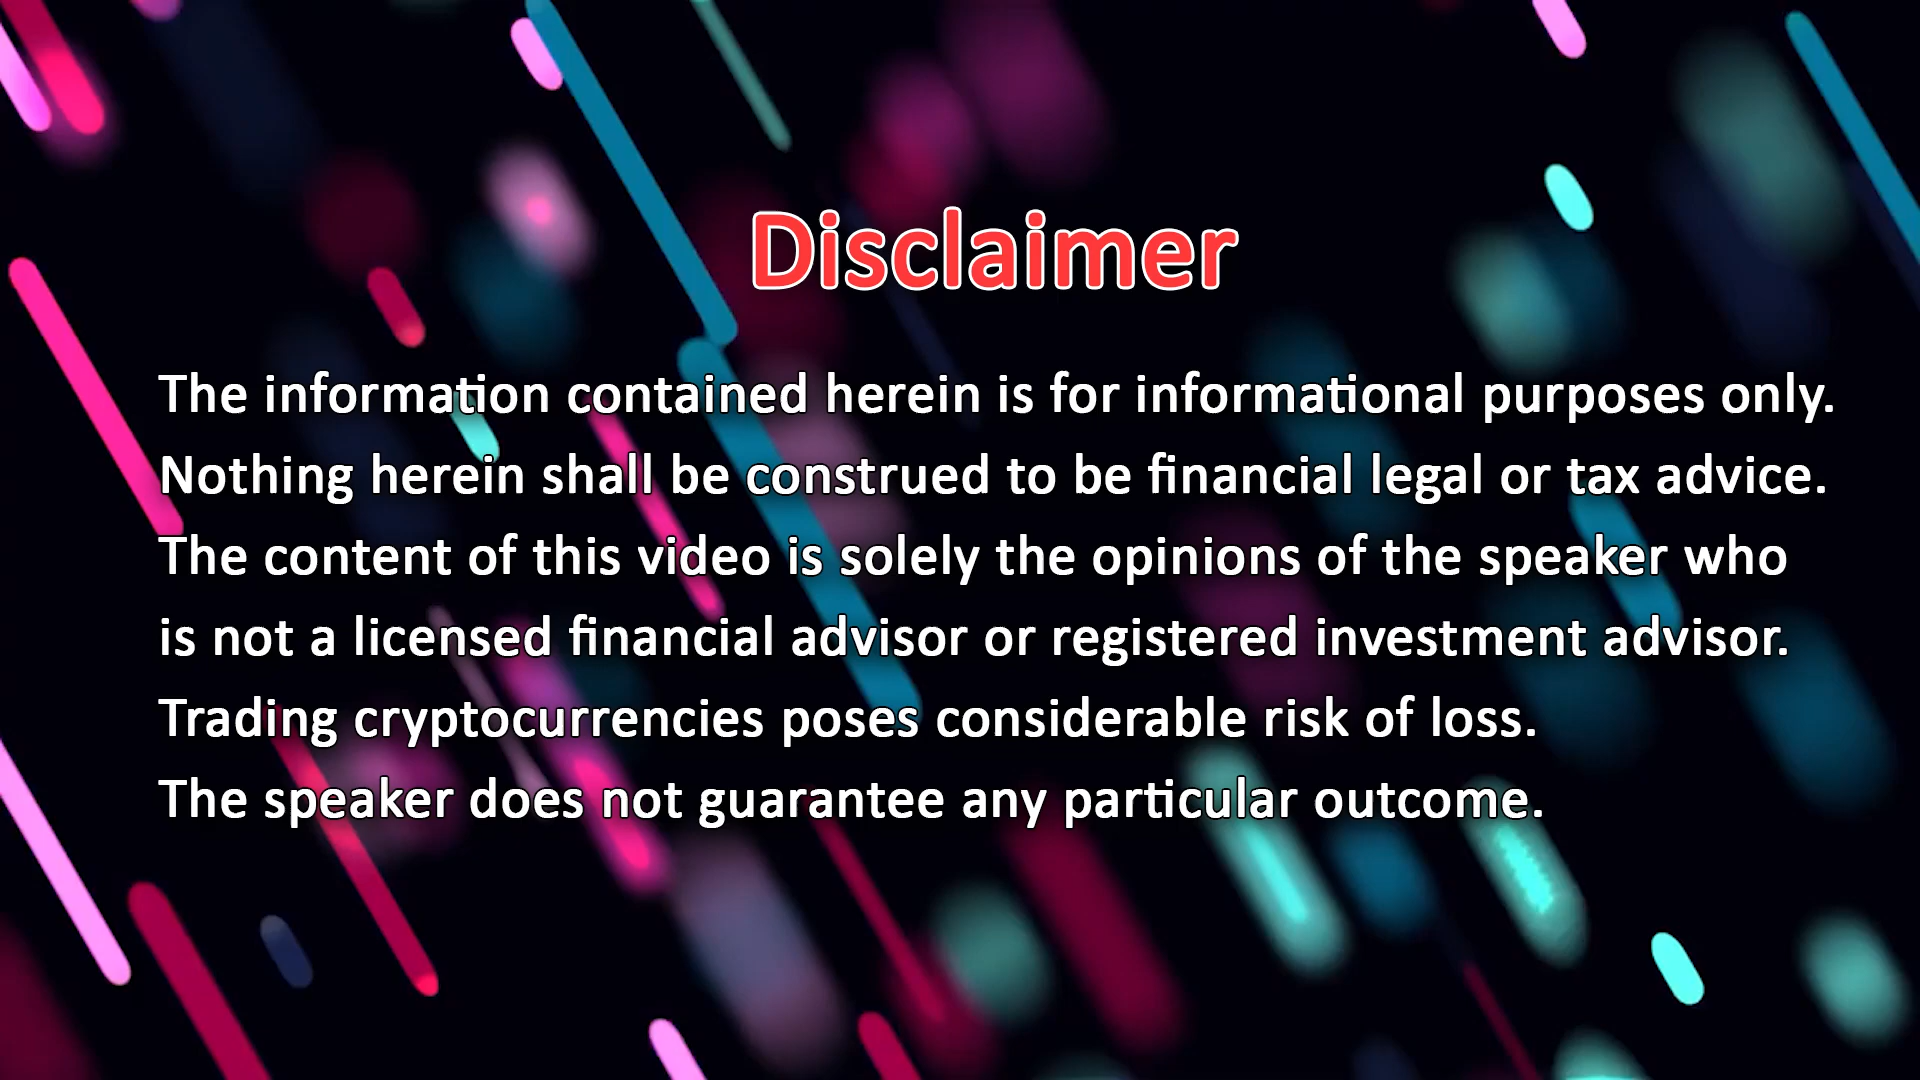 Disclaimer
The information contained herein is for informational purposes only.
Nothing herein shall be construed to be financial legal or tax advice.
The content of this video is solely the opinions of the speaker who
is not a licensed financial advisor or registered investment advisor.
Trading cryptocurrencies poses considerable risk of loss.
The speaker does not guarantee any particular outcome.